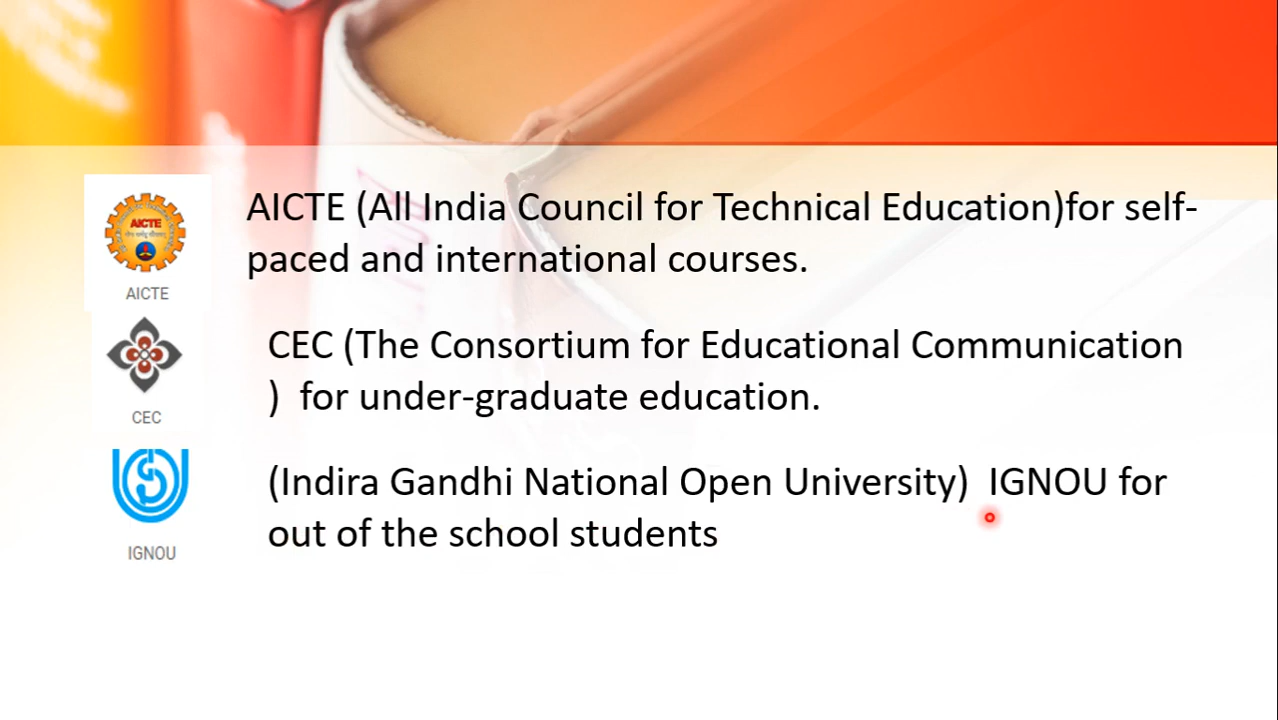 AICTE (All India Council for Technical Education)for self-
paced and international courses.
AICTE
AICTE
CEC (The Consortium for Educational Communication
) for under-graduate education.
CEC
(Indira Gandhi National Open University) IGNOU for
out of the school students
IGNOU